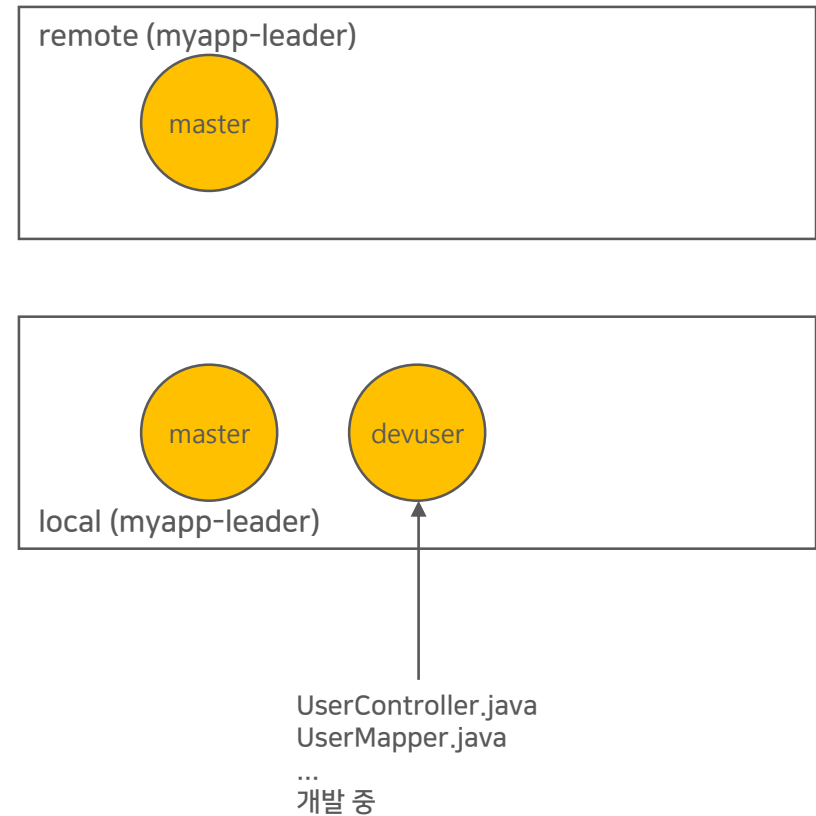 remote (myapp-leader)
master
master
devuser
local (myapp-leader)
UserController.java
UserMapper.java
...
개발 중